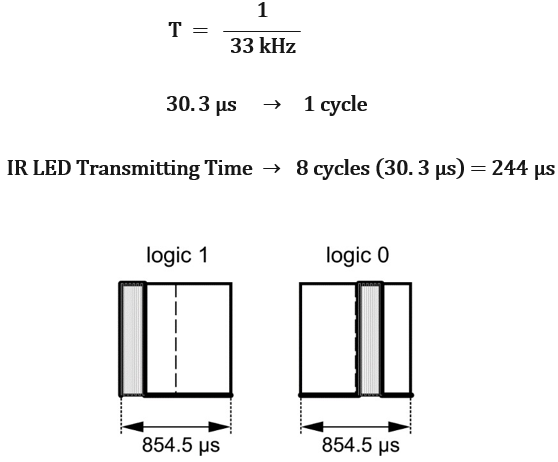 T = 1 / 33 kHz
30.3 µs → 1 cycle
IR LED Transmitting Time → 8 cycles (30.3 µs) = 244 µs
logic 1 logic 0
854.5 µs 854.5 µs